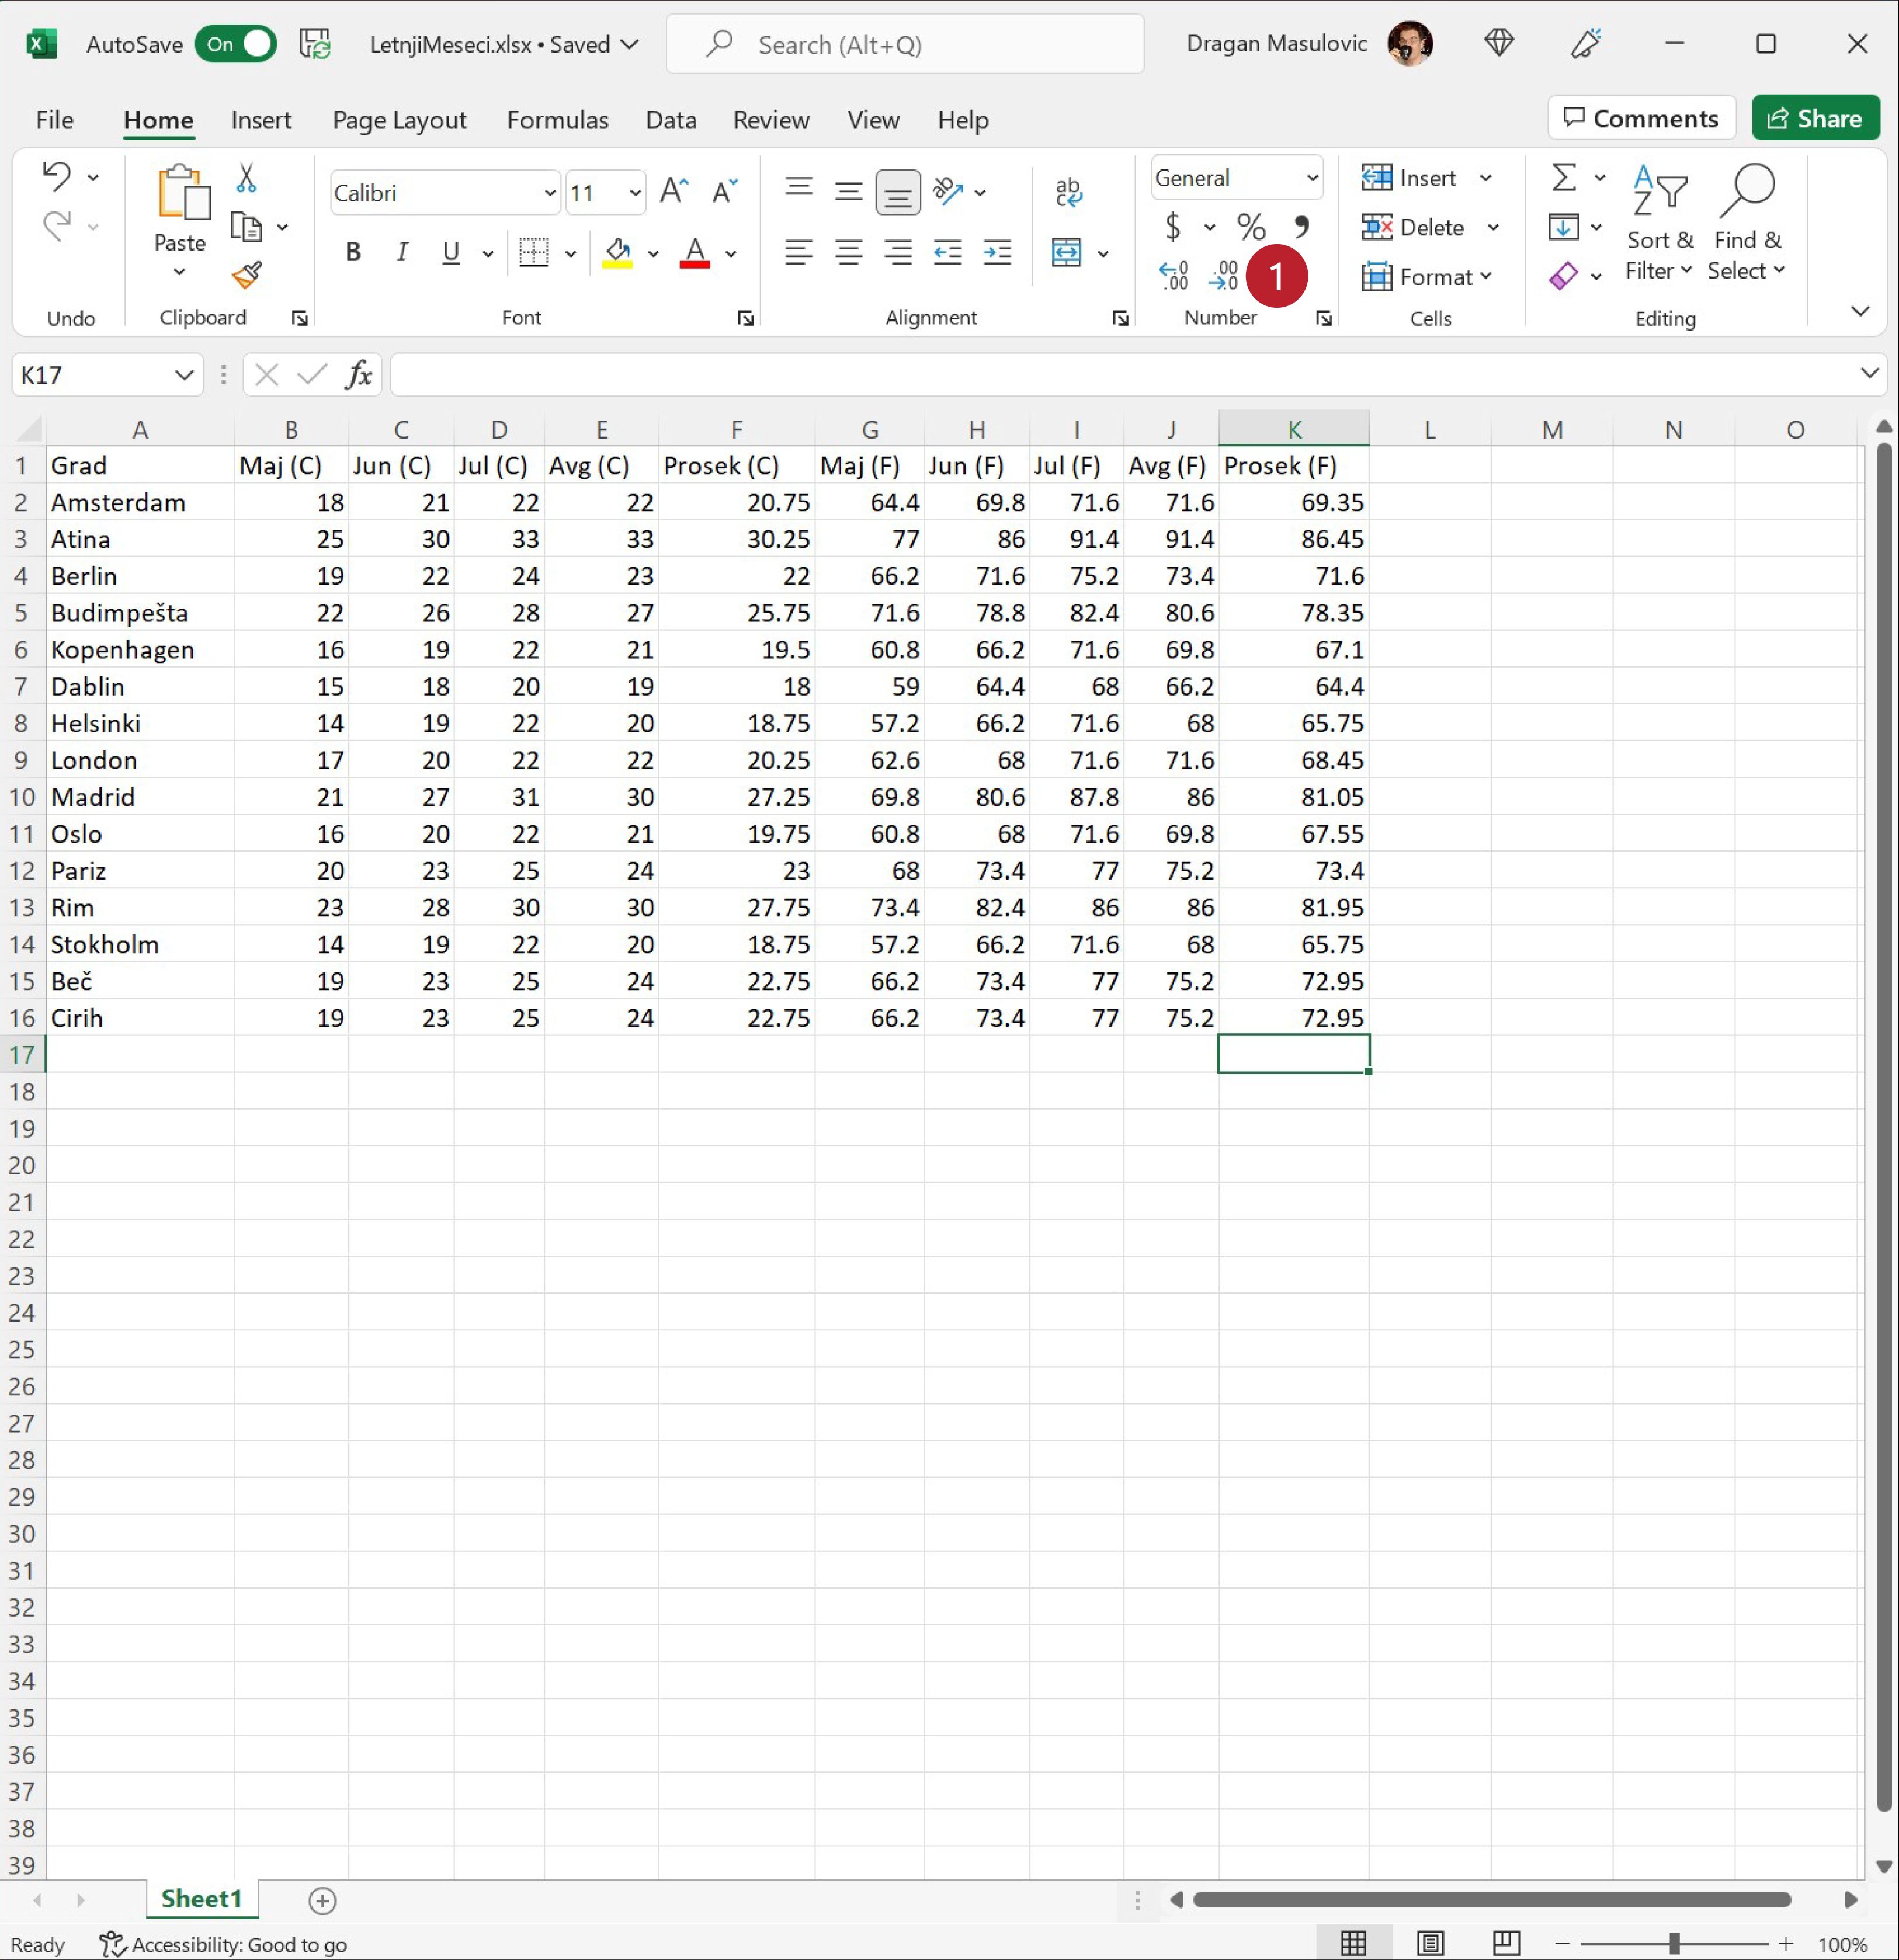 AutoSave On LetnjiMeseci.xlsx • Saved Search (Alt+Q) Dragan Masulovic
File Home Insert Page Layout Formulas Data Review View Help Comments Share
Paste
Calibri 11
B I U A
ab
General
$ % ,
1
Insert
Delete
Format
Sort & Filter
Find & Select
Undo Clipboard Font Alignment Number Cells Editing
K17 fx
A B C D E F G H I J K L M N O
1 Grad Maj (C) Jun (C) Jul (C) Avg (C) Prosek (C) Maj (F) Jun (F) Jul (F) Avg (F) Prosek (F)
2 Amsterdam 18 21 22 22 20.75 64.4 69.8 71.6 71.6 69.35
3 Atina 25 30 33 33 30.25 77 86 91.4 91.4 86.45
4 Berlin 19 22 24 23 22 66.2 71.6 75.2 73.4 71.6
5 Budimpešta 22 26 28 27 25.75 71.6 78.8 82.4 80.6 78.35
6 Kopenhagen 16 19 22 21 19.5 60.8 66.2 71.6 69.8 67.1
7 Dablin 15 18 20 19 18 59 64.4 68 66.2 64.4
8 Helsinki 14 19 22 20 18.75 57.2 66.2 71.6 68 65.75
9 London 17 20 22 22 20.25 62.6 68 71.6 71.6 68.45
10 Madrid 21 27 31 30 27.25 69.8 80.6 87.8 86 81.05
11 Oslo 16 20 22 21 19.75 60.8 68 71.6 69.8 67.55
12 Pariz 20 23 25 24 23 68 73.4 77 75.2 73.4
13 Rim 23 28 30 30 27.75 73.4 82.4 86 86 81.95
14 Stokholm 14 19 22 20 18.75 57.2 66.2 71.6 68 65.75
15 Beč 19 23 25 24 22.75 66.2 73.4 77 75.2 72.95
16 Cirih 19 23 25 24 22.75 66.2 73.4 77 75.2 72.95
17
18
19
20
21
22
23
24
25
26
27
28
29
30
31
32
33
34
35
36
37
38
39
Sheet1
Ready Accessibility: Good to go 100%